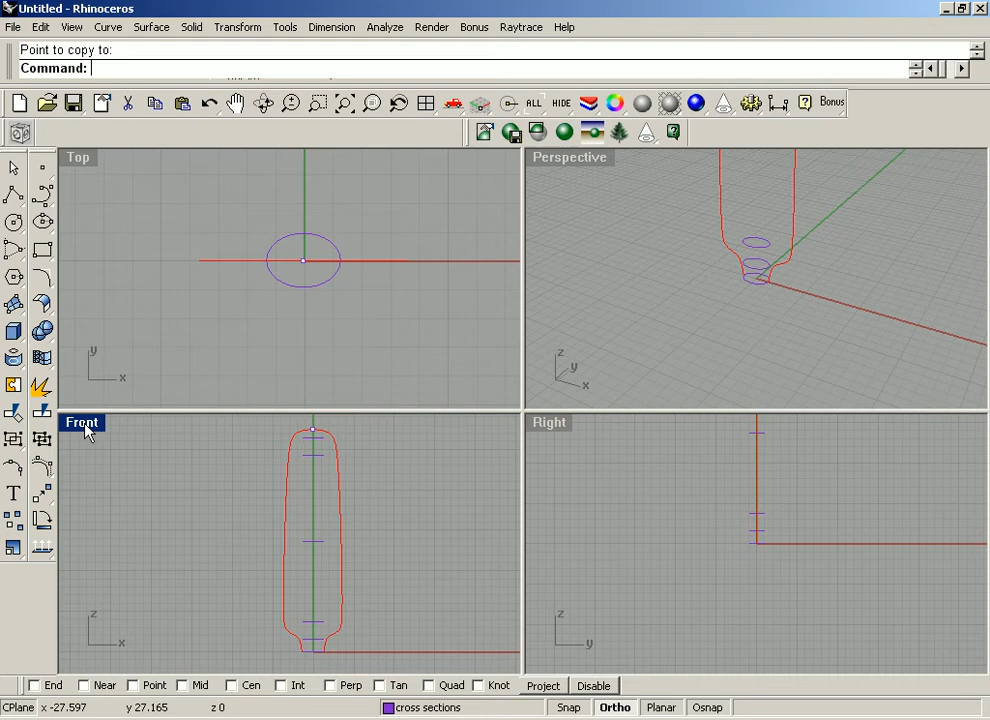 Untitled - Rhinoceros
File Edit View Curve Surface Solid Transform Tools Dimension Analyze Render Bonus Raytrace Help
Point to copy to:
Command:
ALL HIDE Bonus
Top
y
x
Perspective
z
y
x
Front
z
x
Right
z
y
T
End Near Point Mid Cen Int Perp Tan Quad Knot Project Disable
CPlane x -27.597 y 27.165 z 0 cross sections Snap Ortho Planar Osnap